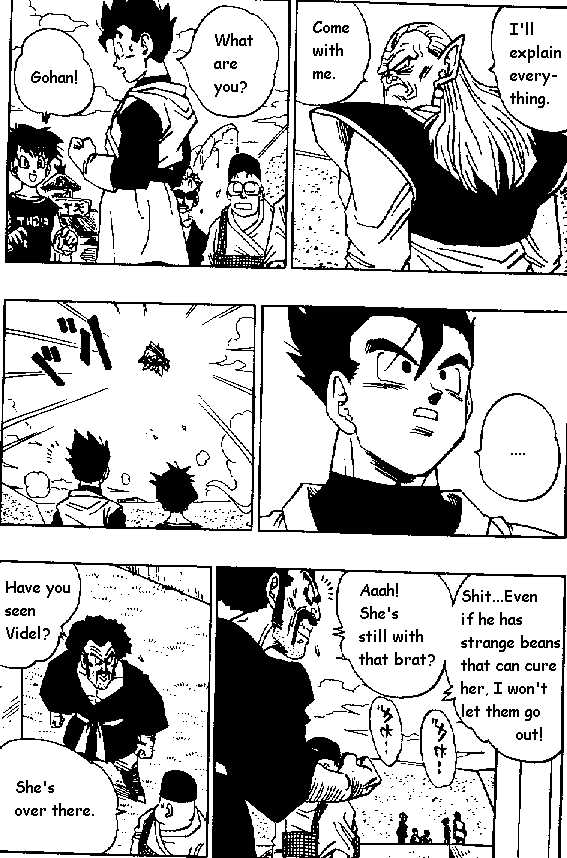 Gohan!
What
are
you?
Come
with
me.
I'll
explain
every-
thing.
....
Have you
seen
Videl?
She's
over there.
Aaah!
She's
still with
that brat?
Shit...Even
if he has
strange beans
that can cure
her, I won't
let them go
out!